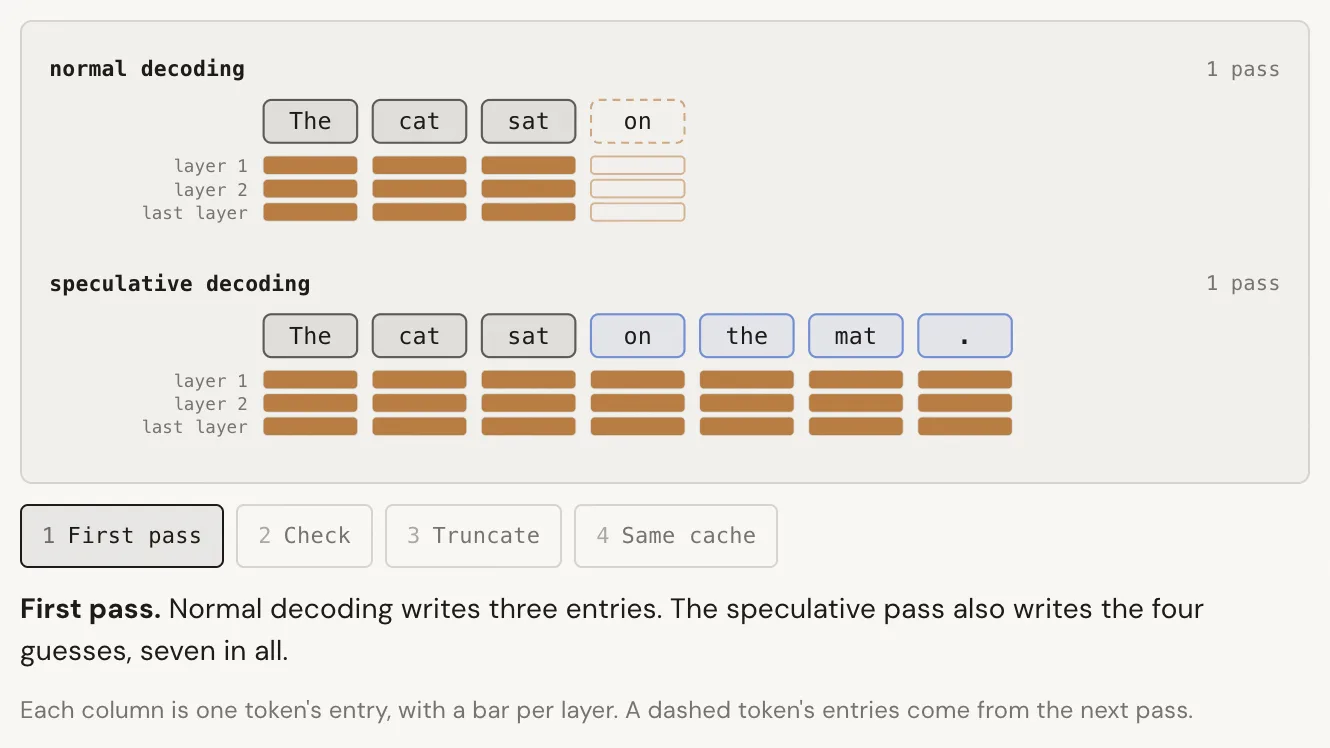 normal decoding 1 pass
The cat sat on
layer 1
layer 2
last layer
speculative decoding 1 pass
The cat sat on the mat .
layer 1
layer 2
last layer
1 First pass 2 Check 3 Truncate 4 Same cache
First pass. Normal decoding writes three entries. The speculative pass also writes the four
guesses, seven in all.
Each column is one token's entry, with a bar per layer. A dashed token's entries come from the next pass.